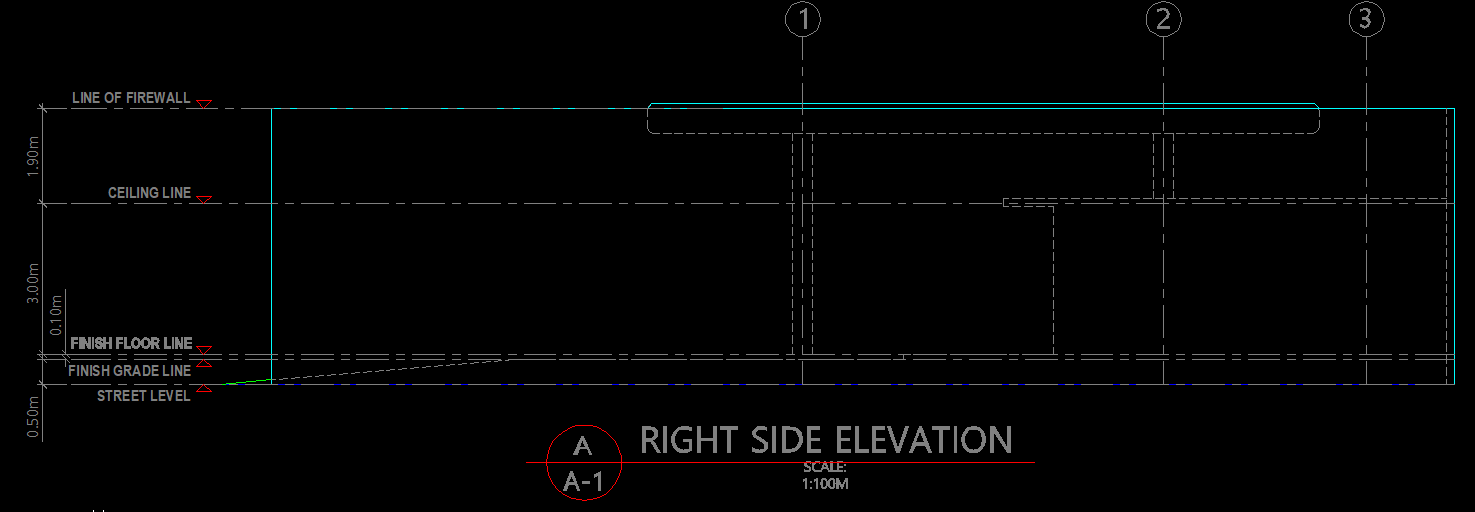 1 2 3
LINE OF FIREWALL
1.90m
CEILING LINE
3.00m
0.10m
FINISH FLOOR LINE
FINISH GRADE LINE
STREET LEVEL
0.50m
A
A-1
RIGHT SIDE ELEVATION
SCALE:
1:100M